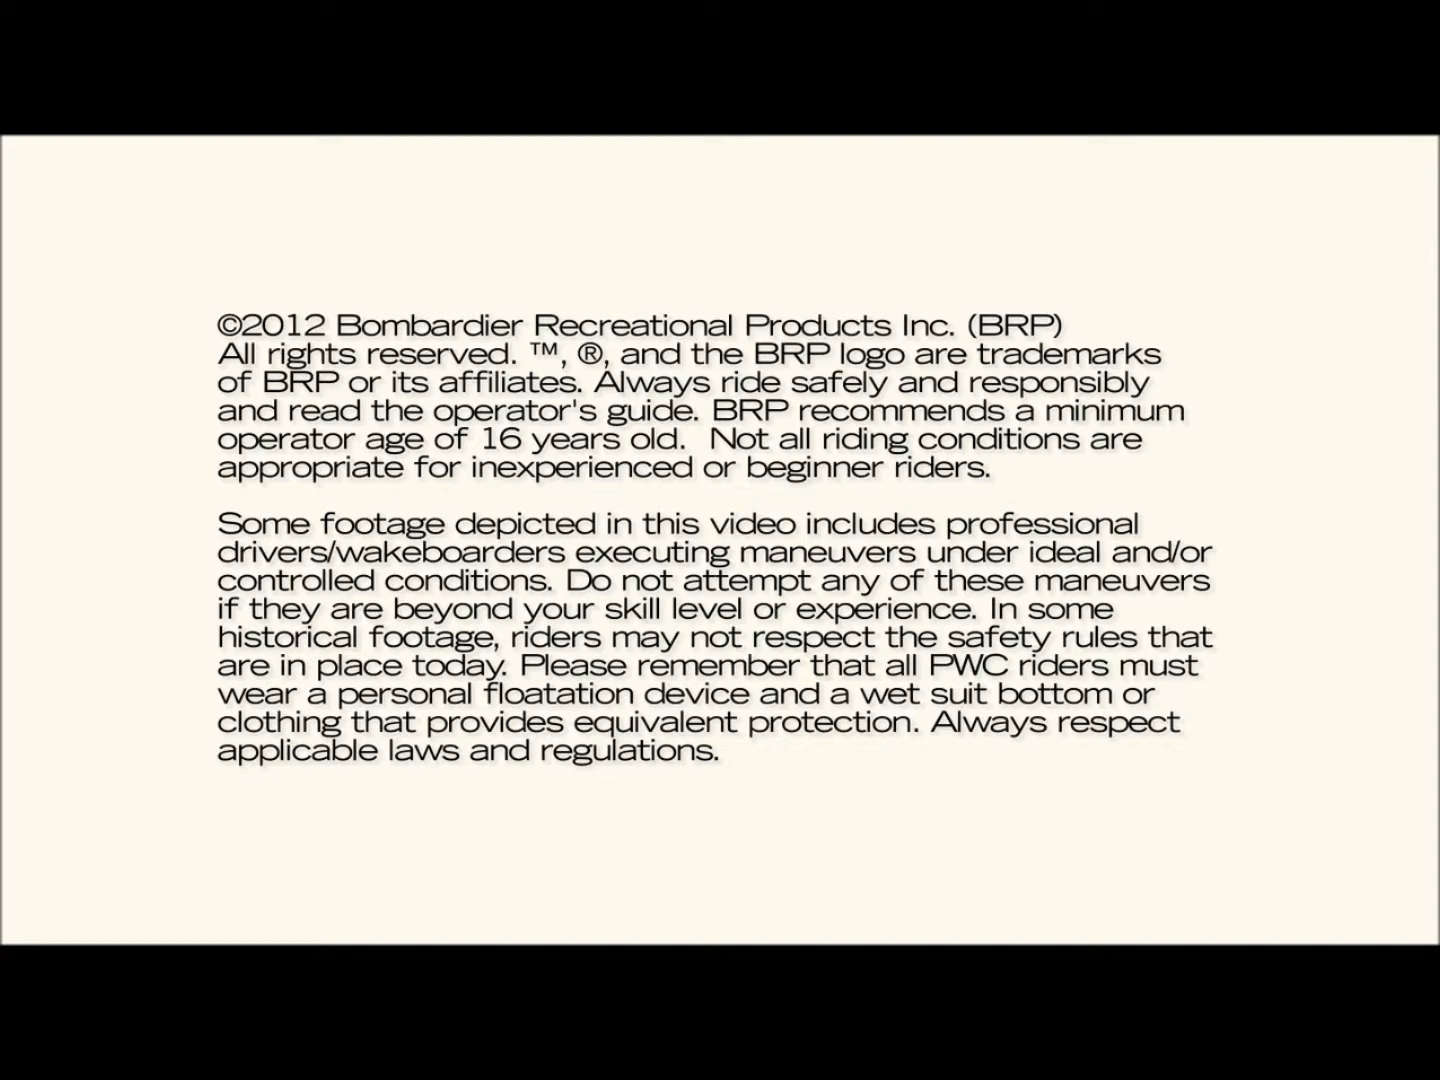 ©2012 Bombardier Recreational Products Inc. (BRP)
All rights reserved. ™, ®, and the BRP logo are trademarks
of BRP or its affiliates. Always ride safely and responsibly
and read the operator's guide. BRP recommends a minimum
operator age of 16 years old.  Not all riding conditions are
appropriate for inexperienced or beginner riders.
Some footage depicted in this video includes professional
drivers/wakeboarders executing maneuvers under ideal and/or
controlled conditions. Do not attempt any of these maneuvers
if they are beyond your skill level or experience. In some
historical footage, riders may not respect the safety rules that
are in place today. Please remember that all PWC riders must
wear a personal floatation device and a wet suit bottom or
clothing that provides equivalent protection. Always respect
applicable laws and regulations.